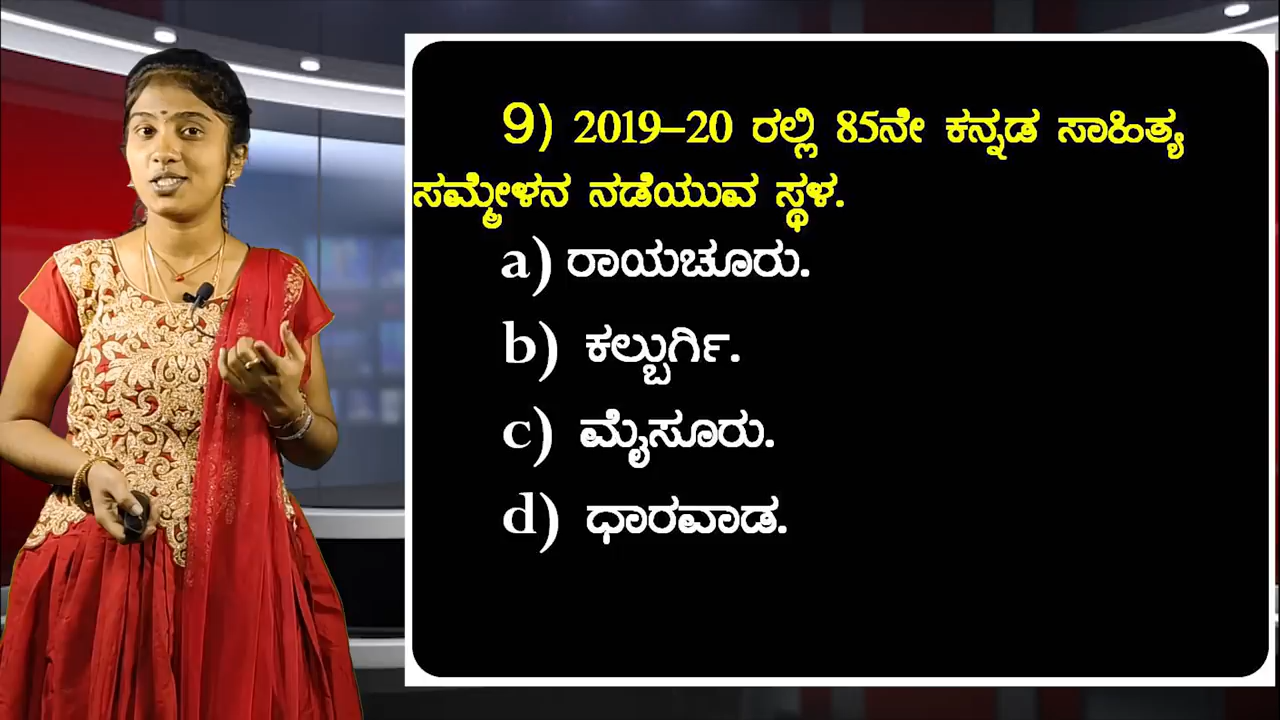 9) 2019–20 ರಲ್ಲಿ 85ನೇ ಕನ್ನಡ ಸಾಹಿತ್ಯ
ಸಮ್ಮೇಳನ ನಡೆಯುವ ಸ್ಥಳ.
a) ರಾಯಚೂರು.
b) ಕಲ್ಬುರ್ಗಿ.
c) ಮೈಸೂರು.
d) ಧಾರವಾಡ.